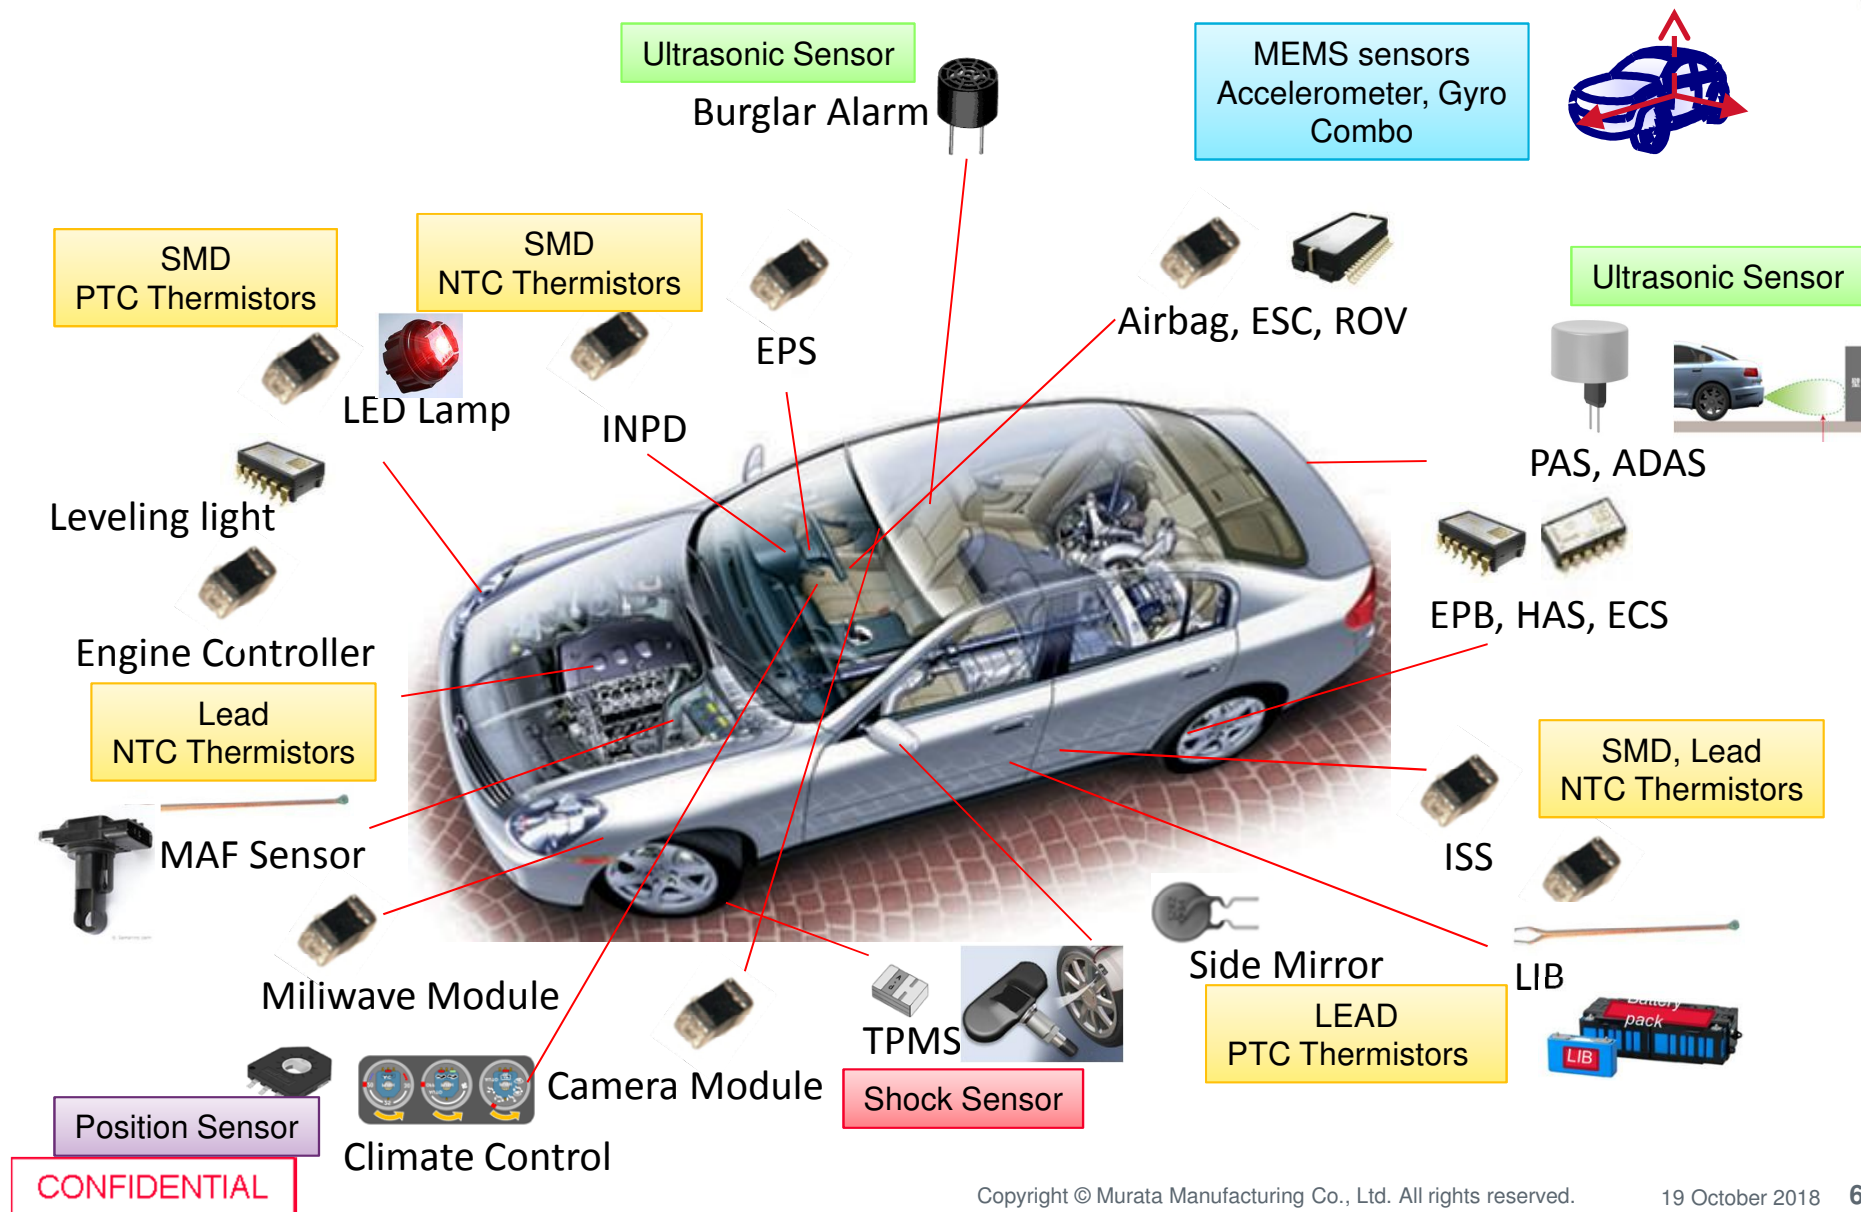 Ultrasonic Sensor
Burglar Alarm
MEMS sensors
Accelerometer, Gyro
Combo
SMD
PTC Thermistors
SMD
NTC Thermistors
EPS
Airbag, ESC, ROV
Ultrasonic Sensor
LED Lamp
INPD
PAS, ADAS
Leveling light
EPB, HAS, ECS
Engine Controller
Lead
NTC Thermistors
SMD, Lead
NTC Thermistors
MAF Sensor
ISS
Side Mirror
LIB
Miliwave Module
LEAD
PTC Thermistors
Battery
pack
LIB
TPMS
Camera Module
Shock Sensor
Position Sensor
Climate Control
CONFIDENTIAL
Copyright © Murata Manufacturing Co., Ltd. All rights reserved.
19 October 2018
6